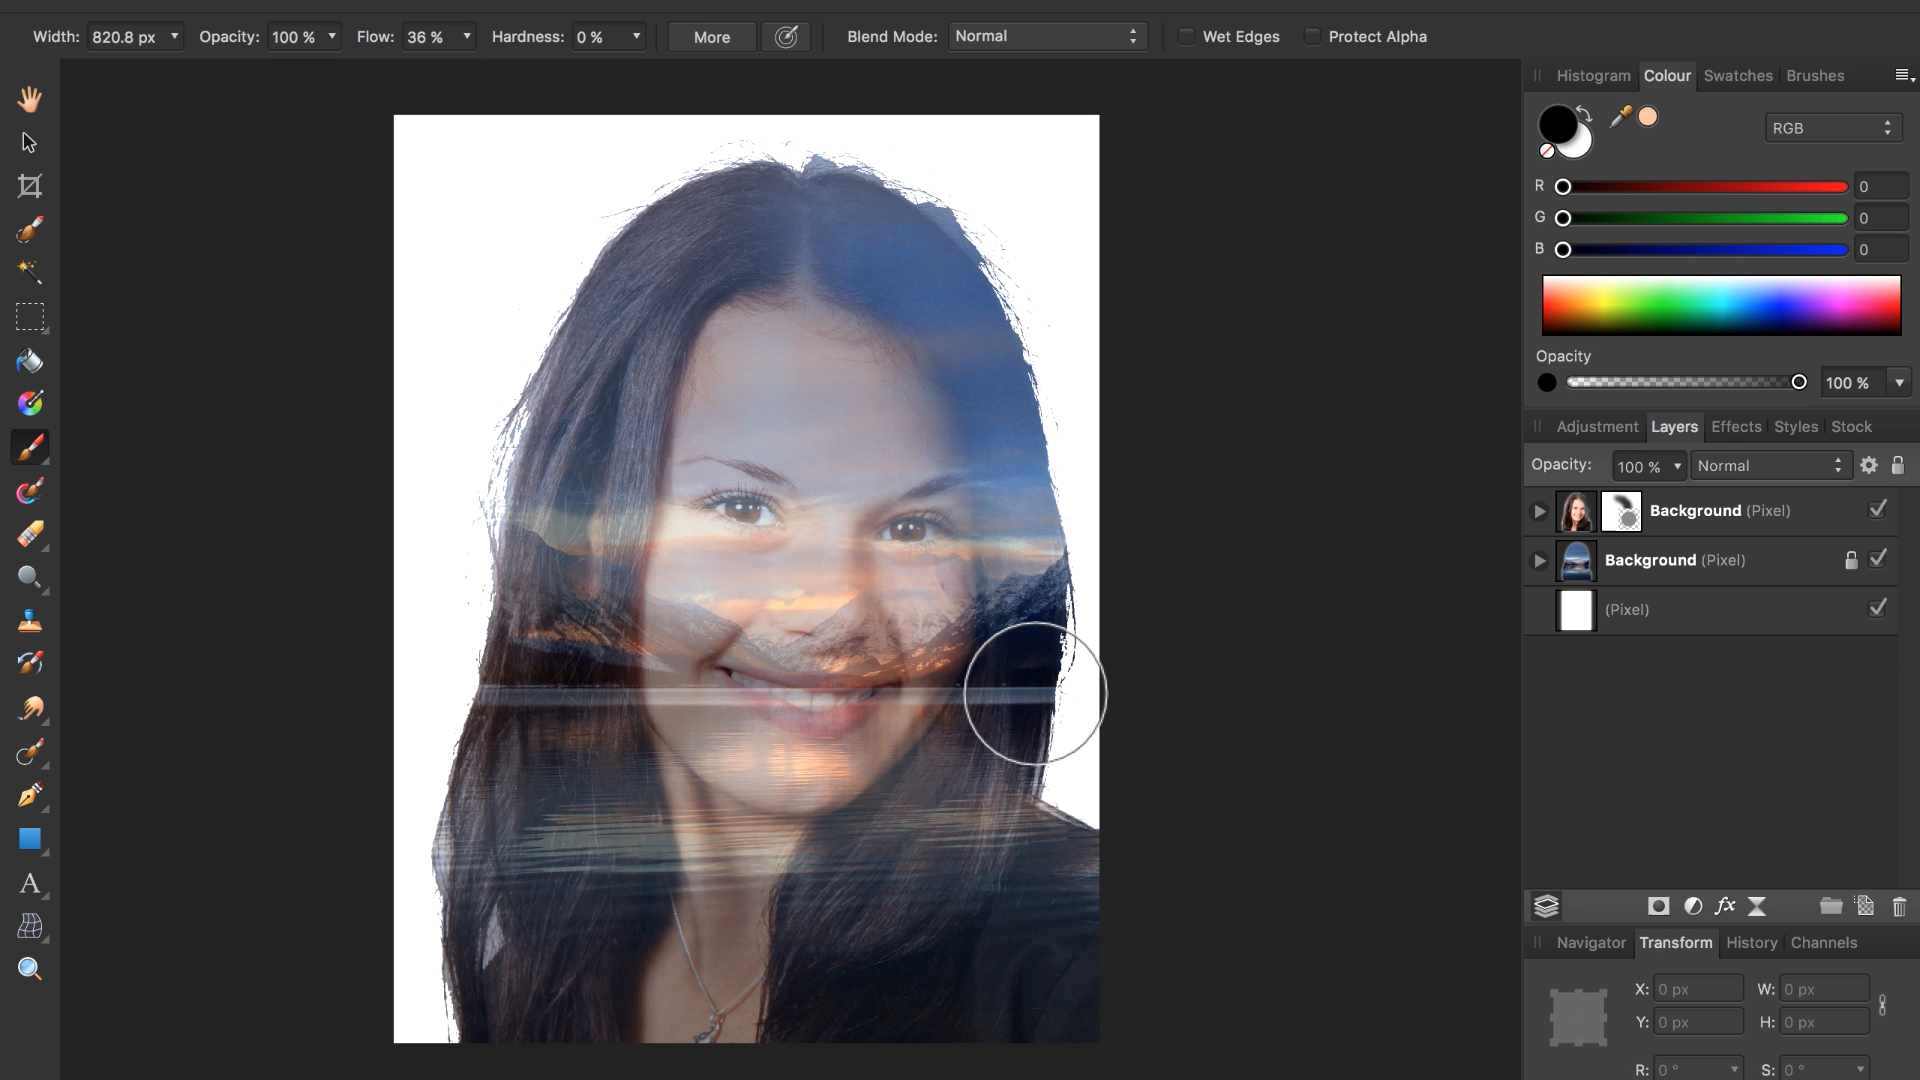 Width: 820.8 px Opacity: 100 % Flow: 36 % Hardness: 0 % More Blend Mode: Normal Wet Edges Protect Alpha
Histogram Colour Swatches Brushes
RGB
R 0
G 0
B 0
Opacity
100 %
Adjustment Layers Effects Styles Stock
Opacity: 100 % Normal
Background (Pixel)
Background (Pixel)
(Pixel)
A
fx
Navigator Transform History Channels
X: 0 px W: 0 px
Y: 0 px H: 0 px
R: 0 ° S: 0 °